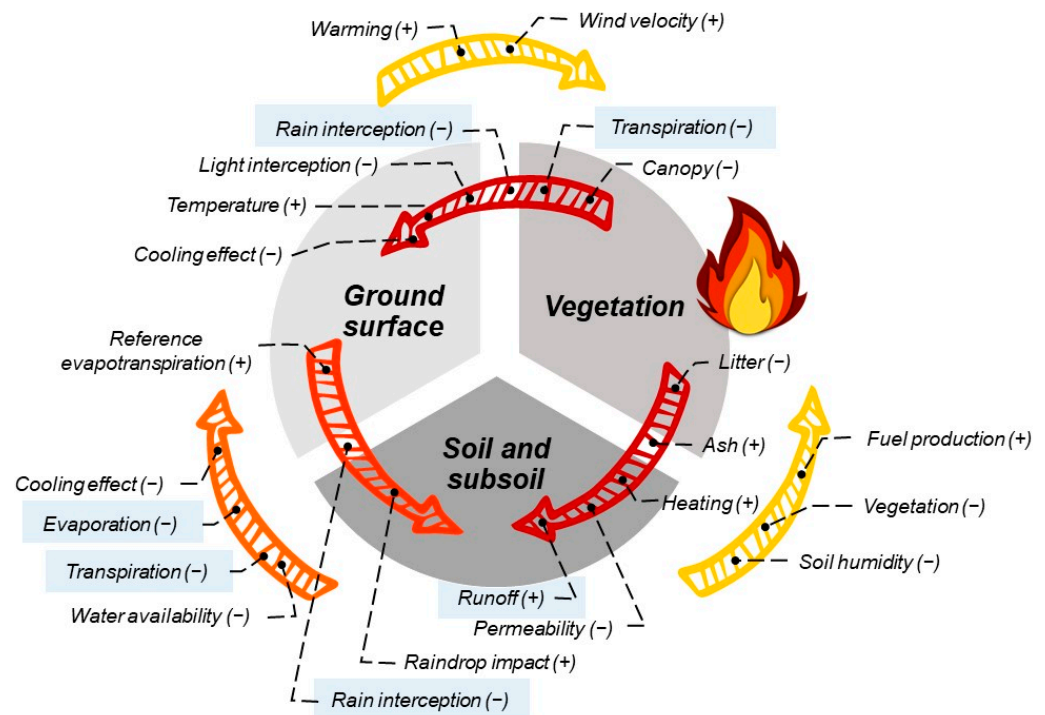 Warming (+)
Wind velocity (+)
Rain interception (−)
Transpiration (−)
Light interception (−)
Canopy (−)
Temperature (+)
Cooling effect (−)
Ground
surface
Vegetation
Reference
evapotranspiration (+)
Litter (−)
Soil and
subsoil
Ash (+)
Fuel production (+)
Cooling effect (−)
Heating (+)
Evaporation (−)
Vegetation (−)
Transpiration (−)
Soil humidity (−)
Water availability (−)
Runoff (+)
Permeability (−)
Raindrop impact (+)
Rain interception (−)